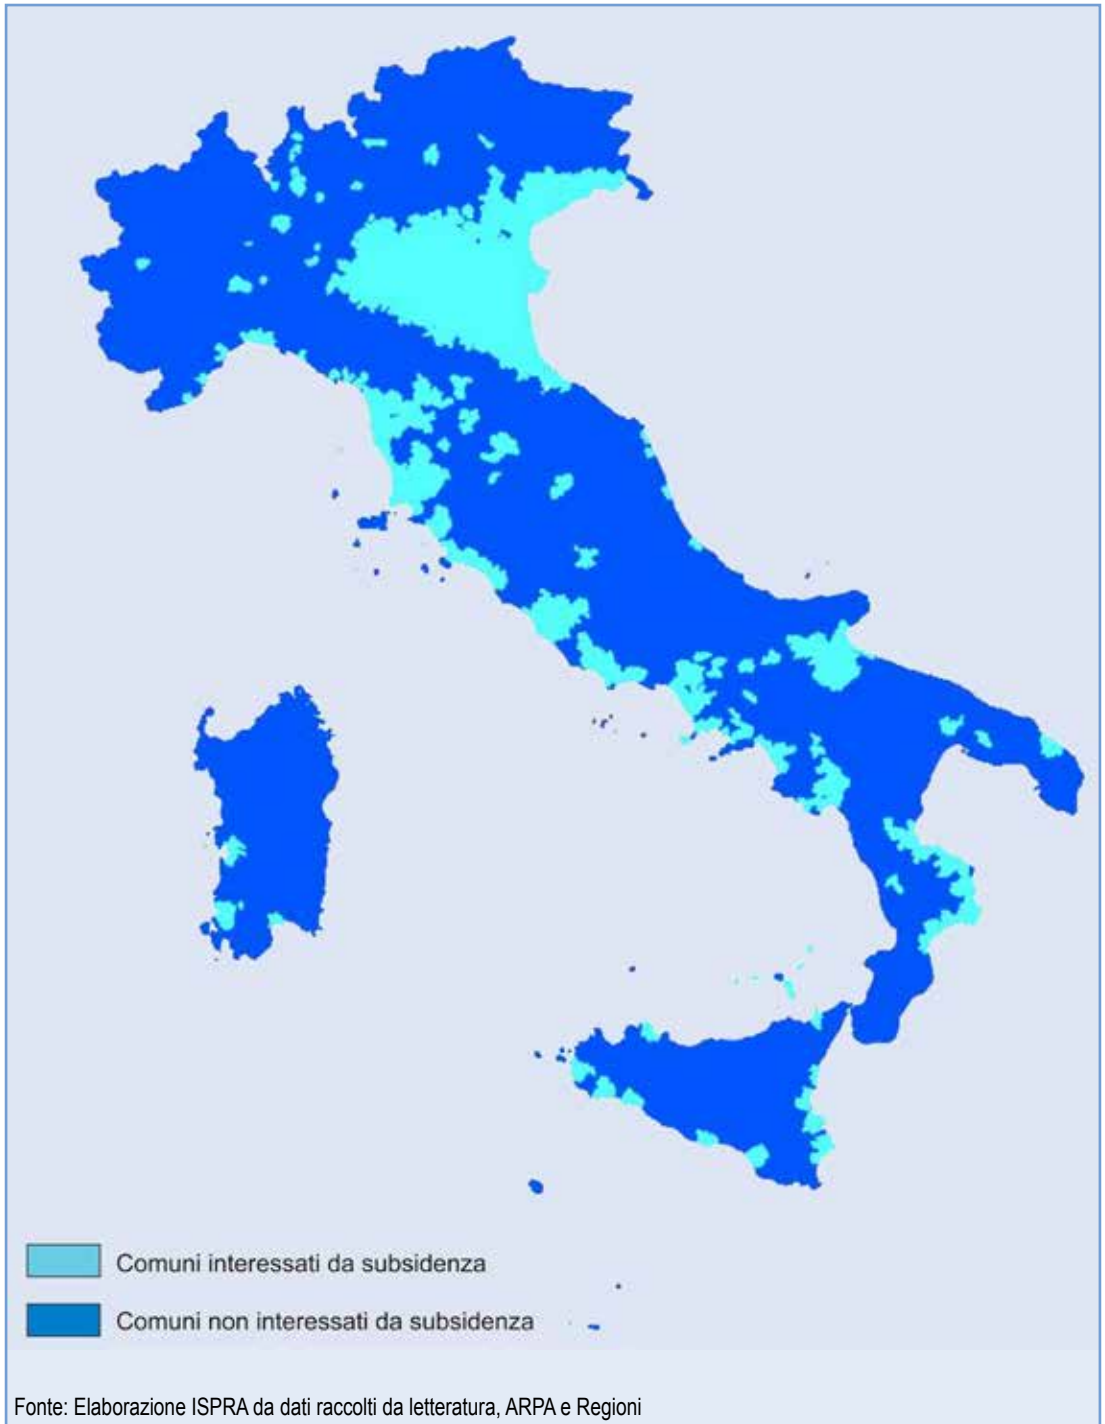 Comuni interessati da subsidenza
Comuni non interessati da subsidenza
Fonte: Elaborazione ISPRA da dati raccolti da letteratura, ARPA e Regioni